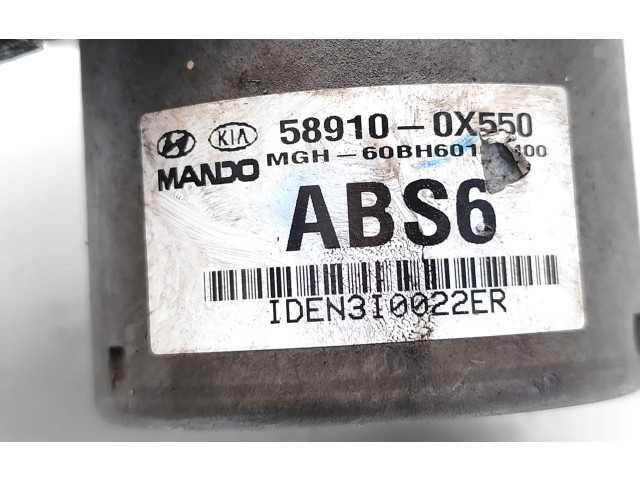 KIA 58910-0X550
MANDO MGH-60BH601
ABS6
IDEN3I0022ER